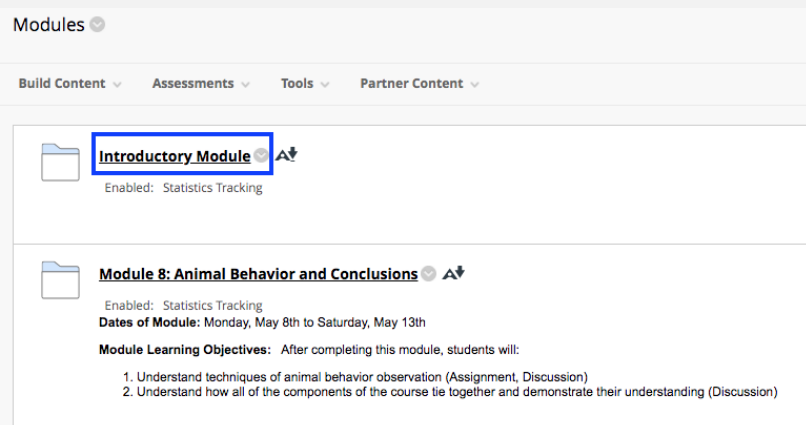 Modules
Build Content Assessments Tools Partner Content
Introductory Module
Enabled: Statistics Tracking
Module 8: Animal Behavior and Conclusions
Enabled: Statistics Tracking
Dates of Module: Monday, May 8th to Saturday, May 13th
Module Learning Objectives: After completing this module, students will:
1. Understand techniques of animal behavior observation (Assignment, Discussion)
2. Understand how all of the components of the course tie together and demonstrate their understanding (Discussion)